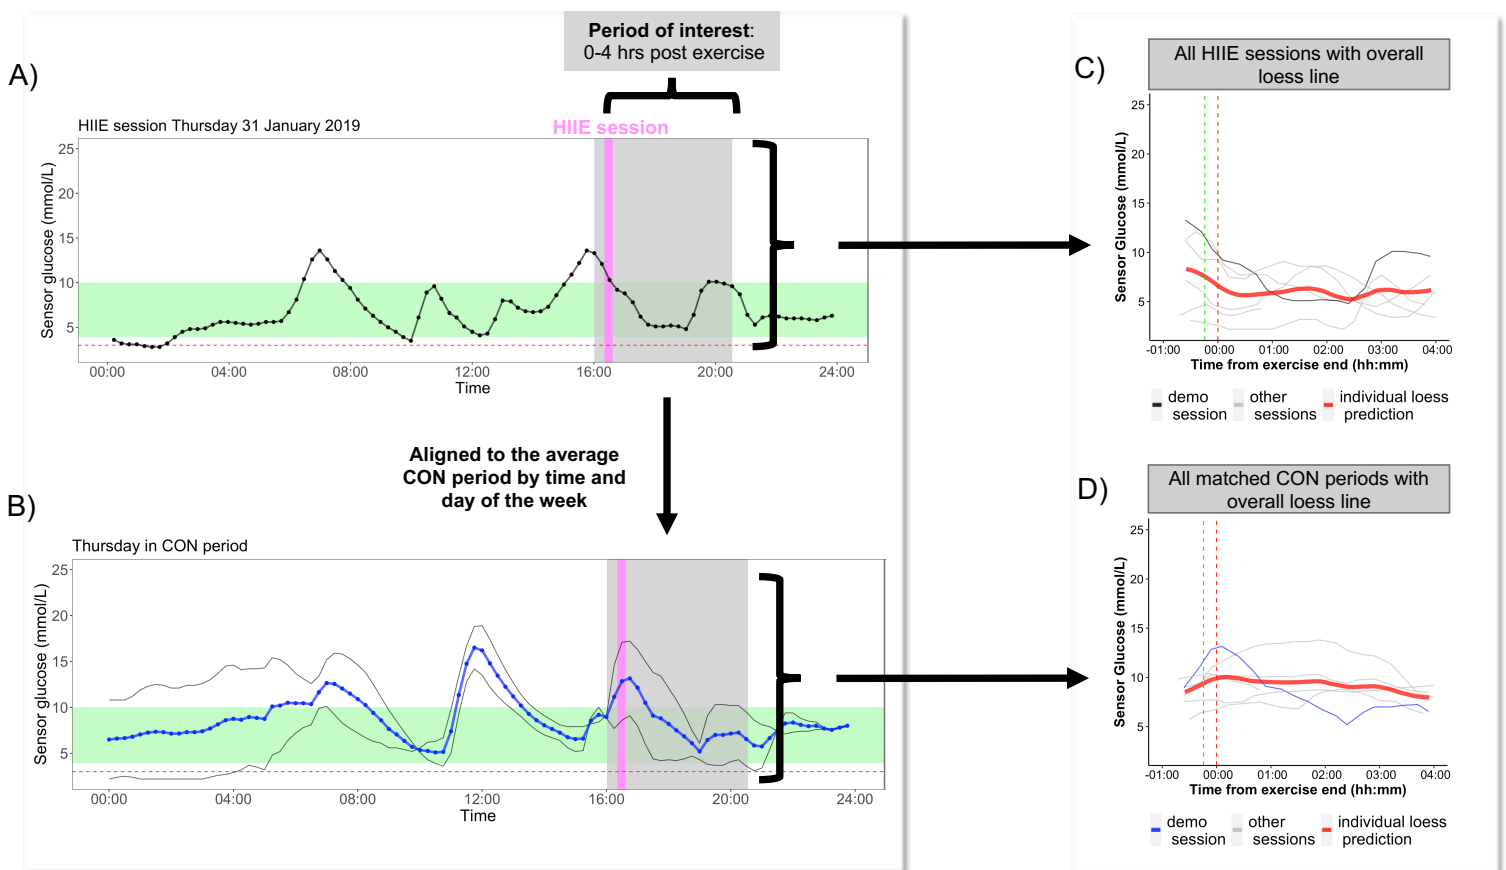 Period of interest:
0-4 hrs post exercise
A)
HIIE session Thursday 31 January 2019
HIIE session
Sensor glucose (mmol/L)
25
20
15
10
5
00:00 04:00 08:00 12:00 16:00 20:00 24:00
Time
Aligned to the average
CON period by time and
day of the week
B)
Thursday in CON period
Sensor glucose (mmol/L)
25
20
15
10
5
00:00 04:00 08:00 12:00 16:00 20:00 24:00
Time
C)
All HIIE sessions with overall
loess line
Sensor Glucose (mmol/L)
25
20
15
10
5
-01:00 00:00 01:00 02:00 03:00 04:00
Time from exercise end (hh:mm)
demo session
other sessions
individual loess prediction
D)
All matched CON periods with
overall loess line
Sensor Glucose (mmol/L)
25
20
15
10
5
-01:00 00:00 01:00 02:00 03:00 04:00
Time from exercise end (hh:mm)
demo session
other sessions
individual loess prediction